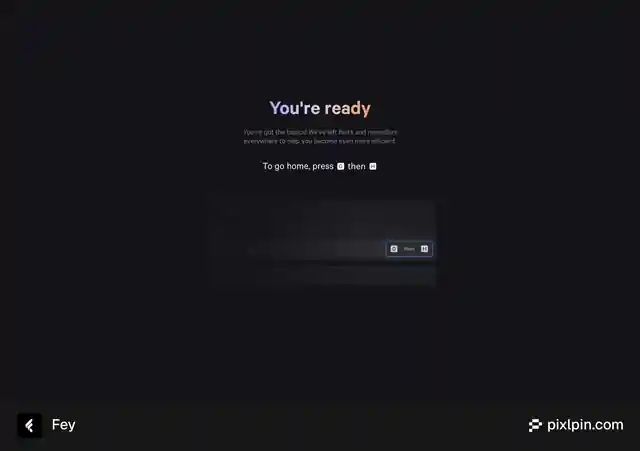 You're ready
You've got the basics! We've left hints and reminders
everywhere to help you become even more efficient.
To go home, press G then H
G then H
Fey
pixlpin.com